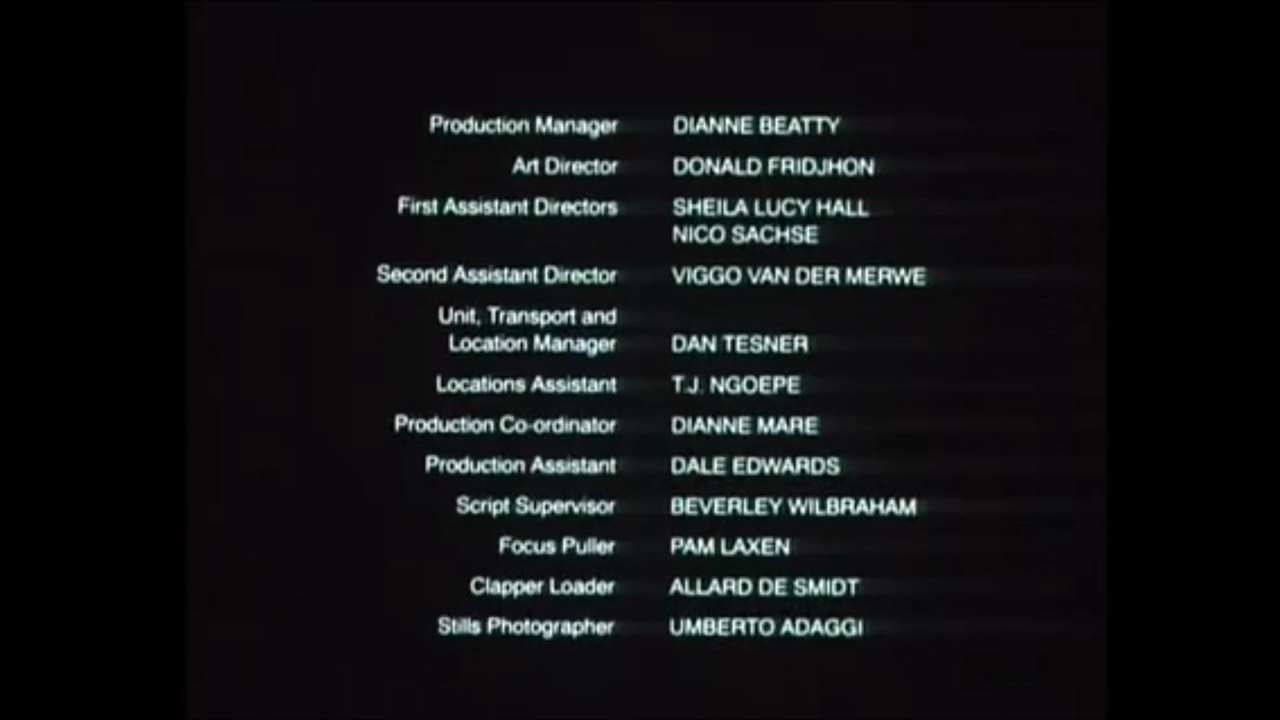 Production Manager DIANNE BEATTY
Art Director DONALD FRIDJHON
First Assistant Directors SHEILA LUCY HALL
NICO SACHSE
Second Assistant Director VIGGO VAN DER MERWE
Unit, Transport and
Location Manager DAN TESNER
Locations Assistant T.J. NGOEPE
Production Co-ordinator DIANNE MARE
Production Assistant DALE EDWARDS
Script Supervisor BEVERLEY WILBRAHAM
Focus Puller PAM LAXEN
Clapper Loader ALLARD DE SMIDT
Stills Photographer UMBERTO ADAGGI